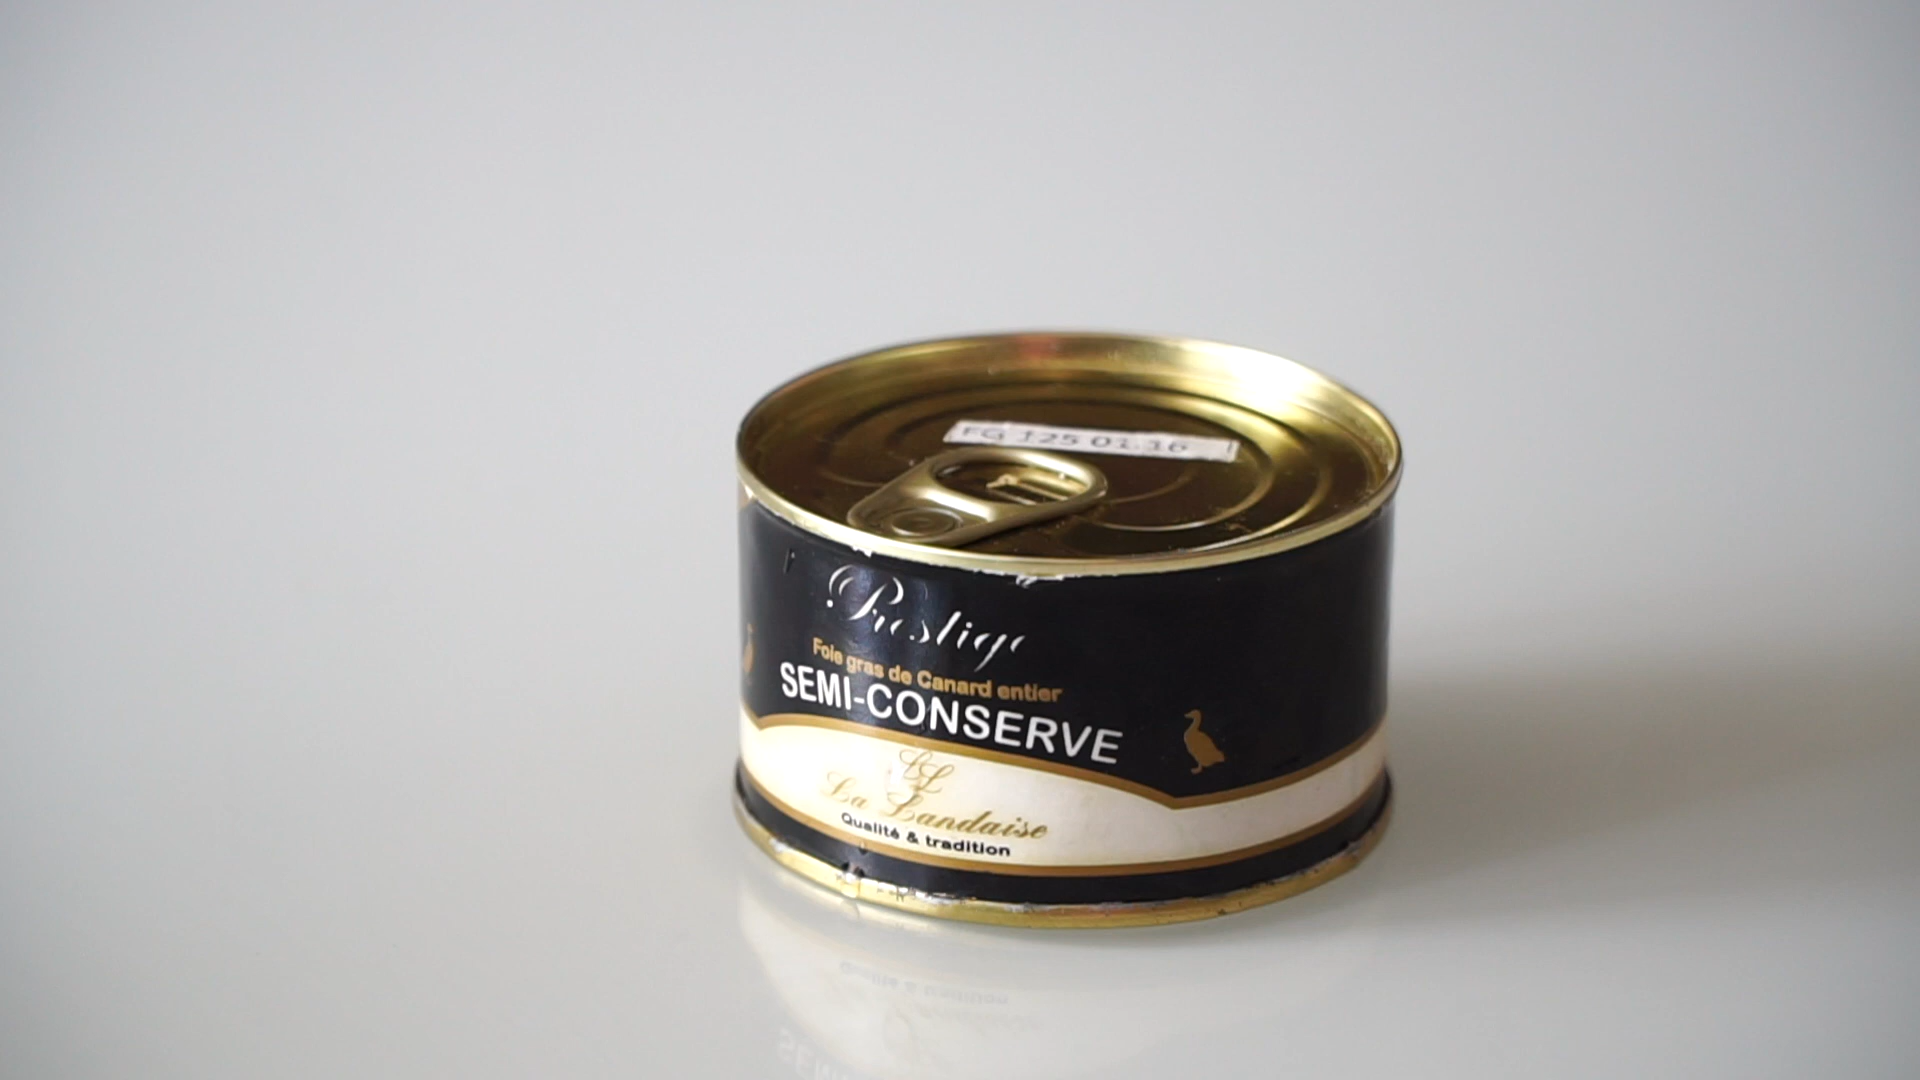 FG 125 01.16
Prestige
Foie gras de Canard entier
SEMI-CONSERVE
LL
La Landaise
Qualité & tradition